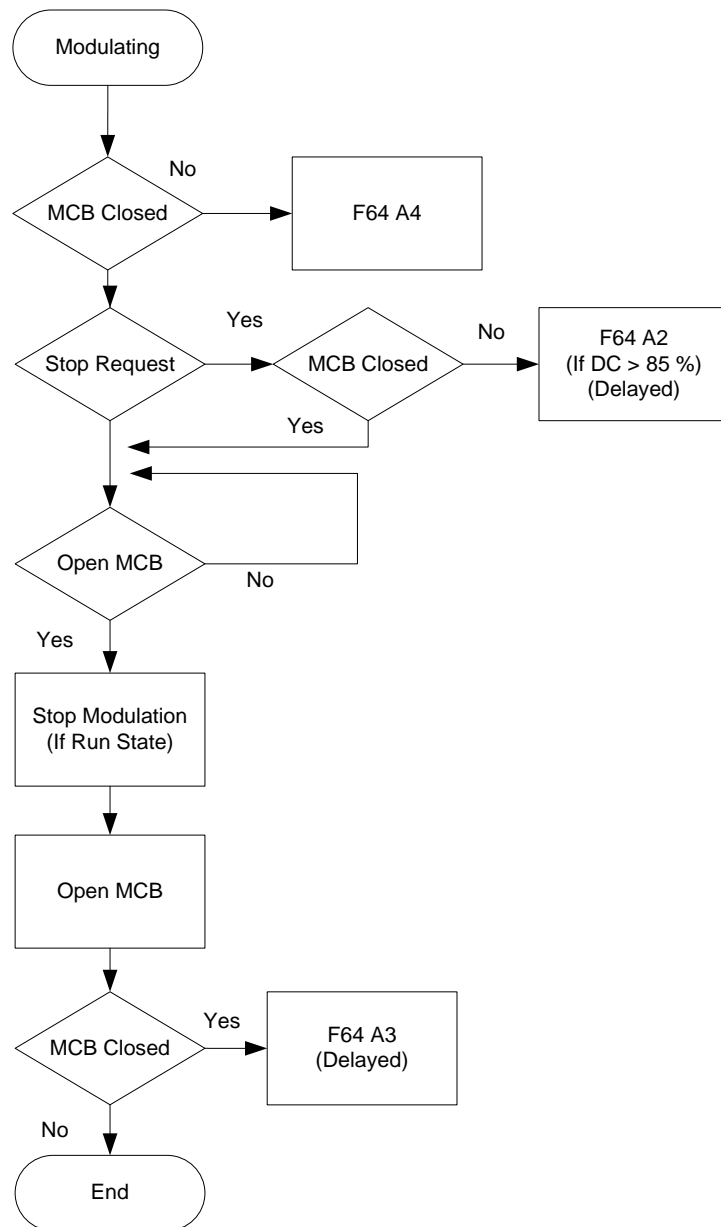 Modulating
No
MCB Closed
F64 A4
Yes
Stop Request
MCB Closed
No
F64 A2
(If DC > 85 %)
(Delayed)
Yes
Open MCB
No
Yes
Stop Modulation
(If Run State)
Open MCB
MCB Closed
Yes
F64 A3
(Delayed)
No
End